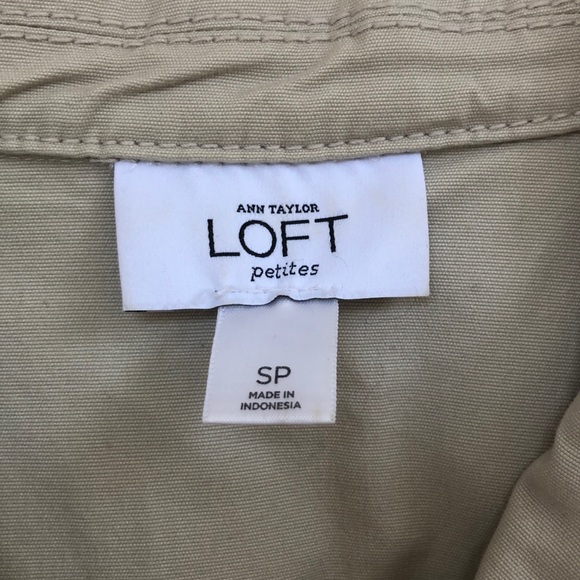 ANN TAYLOR
LOFT
petites
SP
MADE IN
INDONESIA